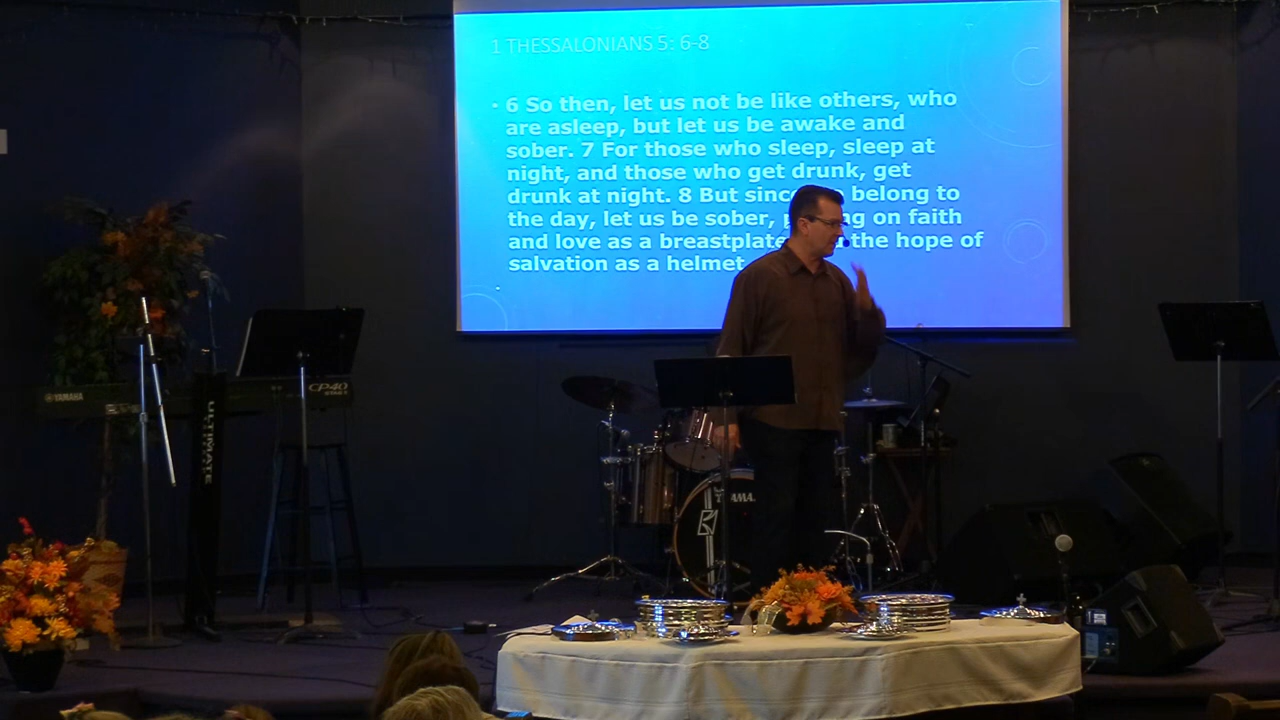 1 THESSALONIANS 5: 6-8
• 6 So then, let us not be like others, who
are asleep, but let us be awake and
sober. 7 For those who sleep, sleep at
night, and those who get drunk, get
drunk at night. 8 But since belong to
the day, let us be sober, on faith
and love as a breastplate the hope of
salvation as a helmet
YAMAHA
CP40
ULTIMATE
TAMA